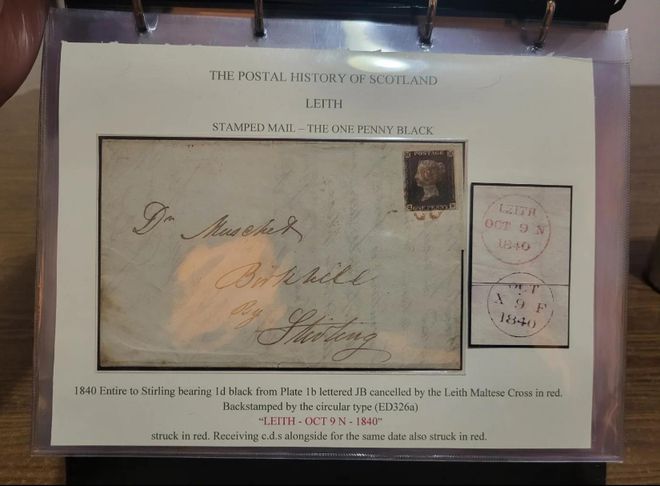 THE POSTAL HISTORY OF SCOTLAND
LEITH
STAMPED MAIL – THE ONE PENNY BLACK
POSTAGE
ONE PENNY
Dr Muschet
Birkhill
By
Stirling
LEITH
OCT 9 N
1840
OCT
X 9 F
1840
1840 Entire to Stirling bearing 1d black from Plate 1b lettered JB cancelled by the Leith Maltese Cross in red.
Backstamped by the circular type (ED326a)
“LEITH - OCT 9 N - 1840”
struck in red. Receiving c.d.s alongside for the same date also struck in red.